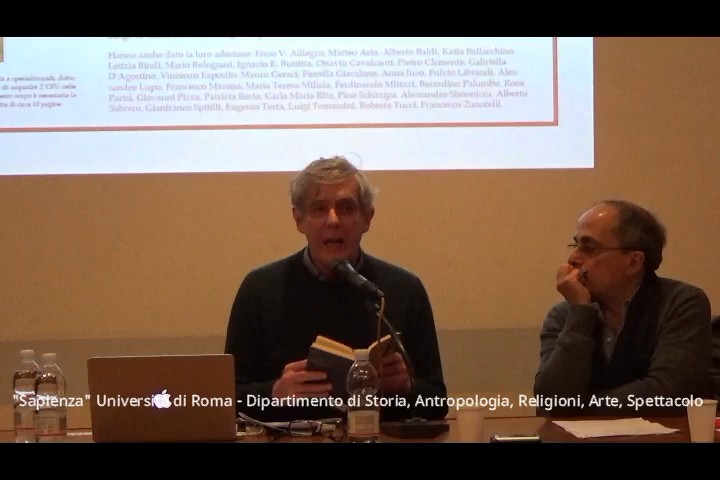 Hanno anche dato la loro adesione: Enzo V. Alliegro, Matteo Aria, Alberto Baldi, Katia Ballacchino,
Letizia Bindi, Mario Bolognari, Ignazio E. Buttitta, Ottavio Cavalcanti, Pietro Clemente, Gabriella
D'Agostino, Vincenzo Esposito, Mauro Geraci, Fiorella Giacalone, Anna Iuso, Fulvio Librandi, Ales-
sandro Lupo, Francesco Marano, Maria Teresa Milicia, Ferdinando Mirizzi, Berardino Palumbo, Rosa
Parisi, Giovanni Pizza, Patrizia Resta, Carla Maria Rita, Pino Schirripa, Alessandro Simonicca, Alberto
Sobrero, Gianfranco Spitilli, Eugenio Testa, Luigi Tomassini, Roberta Tucci, Francesco Zanotelli.
"Sapienza" Università di Roma - Dipartimento di Storia, Antropologia, Religioni, Arte, Spettacolo